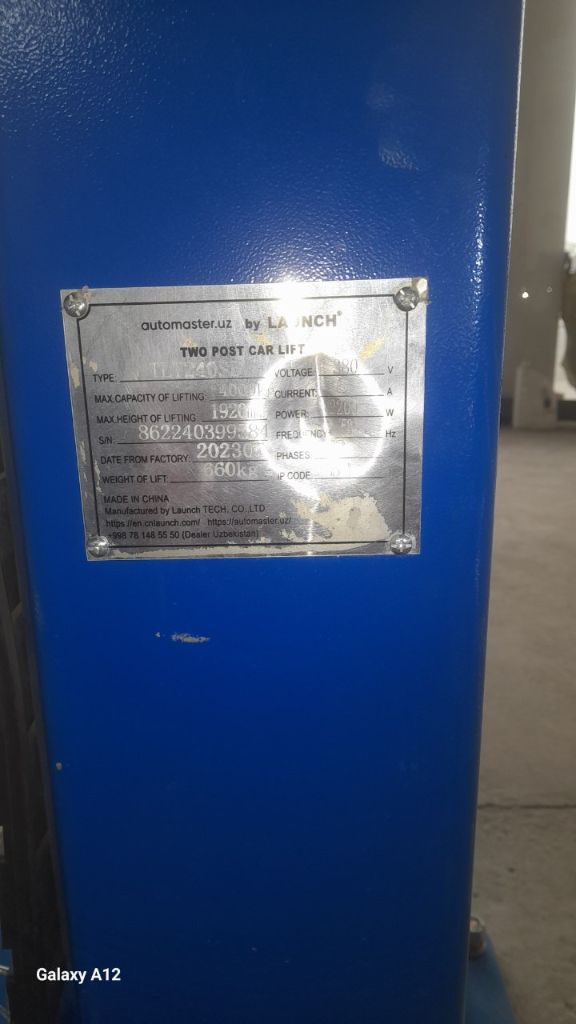 automaster.uz by LAUNCH®
TWO POST CAR LIFT
TYPE: VOLTAGE: 380 V
MAX.CAPACITY OF LIFTING CURRENT: A
MAX.HEIGHT OF LIFTING POWER: W
S/N: FREQUENCY: 50 Hz
DATE FROM FACTORY: PHASES
WEIGHT OF LIFT: 660kg IP CODE:
MADE IN CHINA
Manufactured by Launch TECH. CO.,LTD
https://en.cnlaunch.com/ https://automaster.uz/
+998 78 148 55 50 (Dealer Uzbekistan)
Galaxy A12